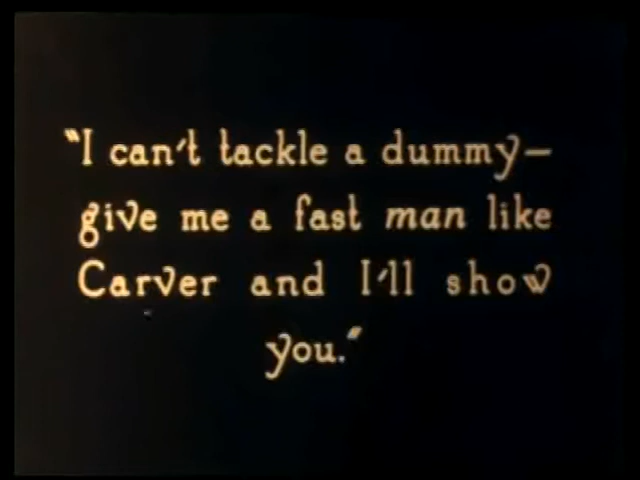 "I can't tackle a dummy—
give me a fast man like
Carver and I'll show
you."